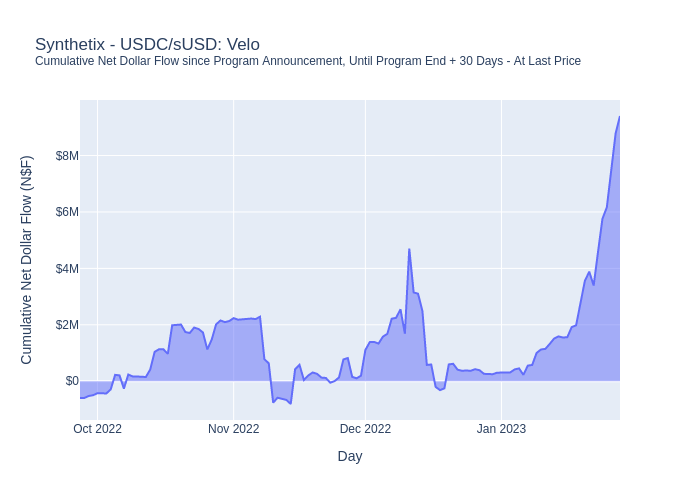 Synthetix - USDC/sUSD: Velo
Cumulative Net Dollar Flow since Program Announcement, Until Program End + 30 Days - At Last Price
Cumulative Net Dollar Flow (N$F)
$8M
$6M
$4M
$2M
$0
Oct 2022
Nov 2022
Dec 2022
Jan 2023
Day